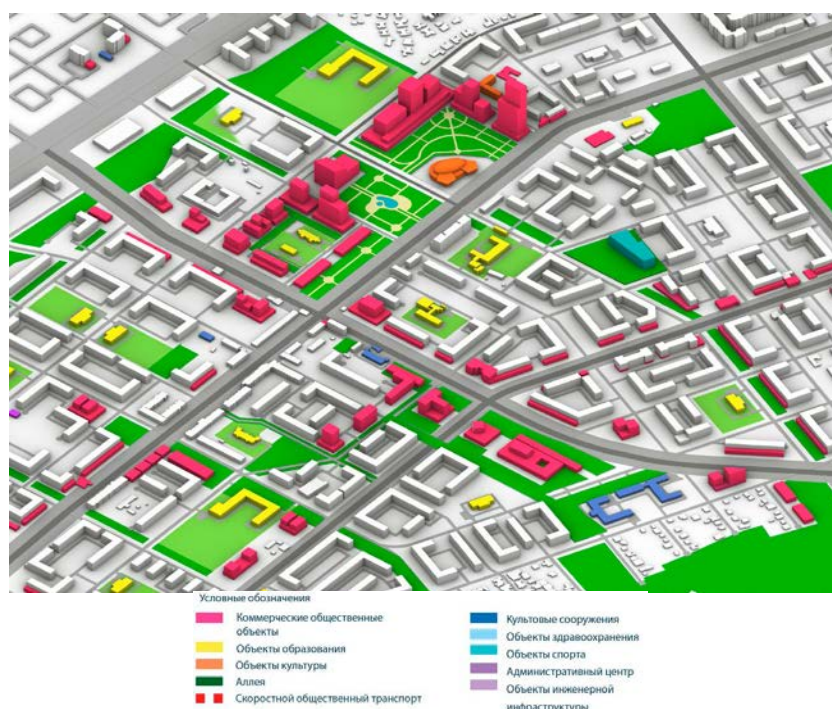 Условные обозначения
Коммерческие общественные
объекты
Объекты образования
Объекты культуры
Аллея
Скоростной общественный транспорт
Культовые сооружения
Объекты здравоохранения
Объекты спорта
Административный центр
Объекты инженерной
инфраструктуры